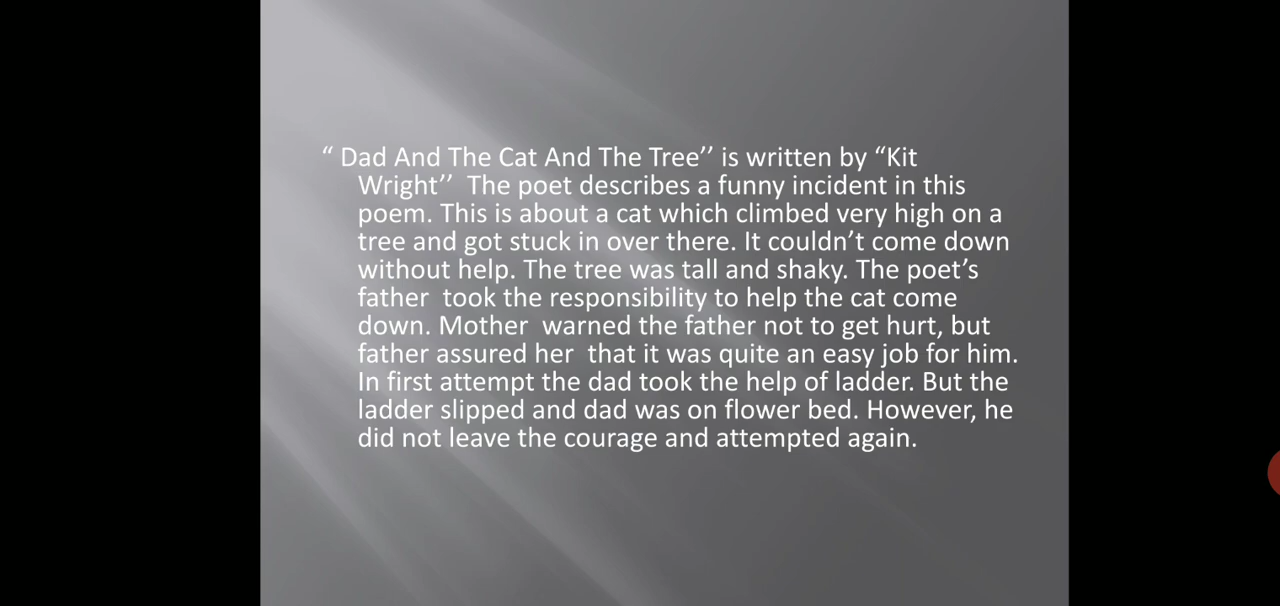 “ Dad And The Cat And The Tree’’ is written by “Kit
Wright’’  The poet describes a funny incident in this
poem. This is about a cat which climbed very high on a
tree and got stuck in over there. It couldn’t come down
without help. The tree was tall and shaky. The poet’s
father  took the responsibility to help the cat come
down. Mother  warned the father not to get hurt, but
father assured her  that it was quite an easy job for him.
In first attempt the dad took the help of ladder. But the
ladder slipped and dad was on flower bed. However, he
did not leave the courage and attempted again.